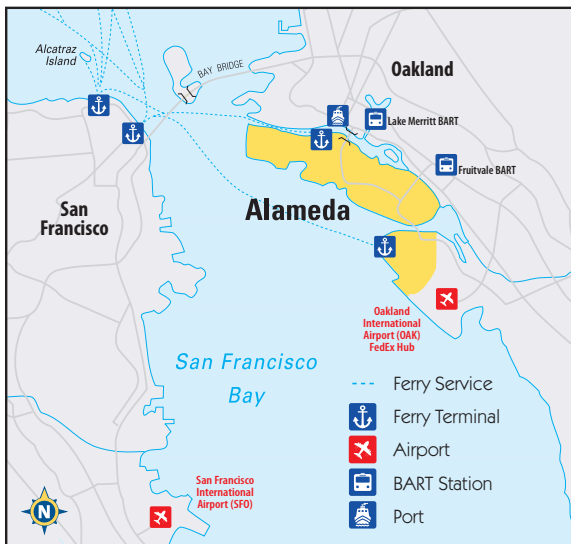 Alcatraz
Island
BAY BRIDGE
Oakland
Lake Merritt BART
Fruitvale BART
San
Francisco
Alameda
Oakland
International
Airport (OAK)
FedEx Hub
San Francisco
Bay
Ferry Service
Ferry Terminal
Airport
BART Station
Port
San Francisco
International
Airport (SFO)
N